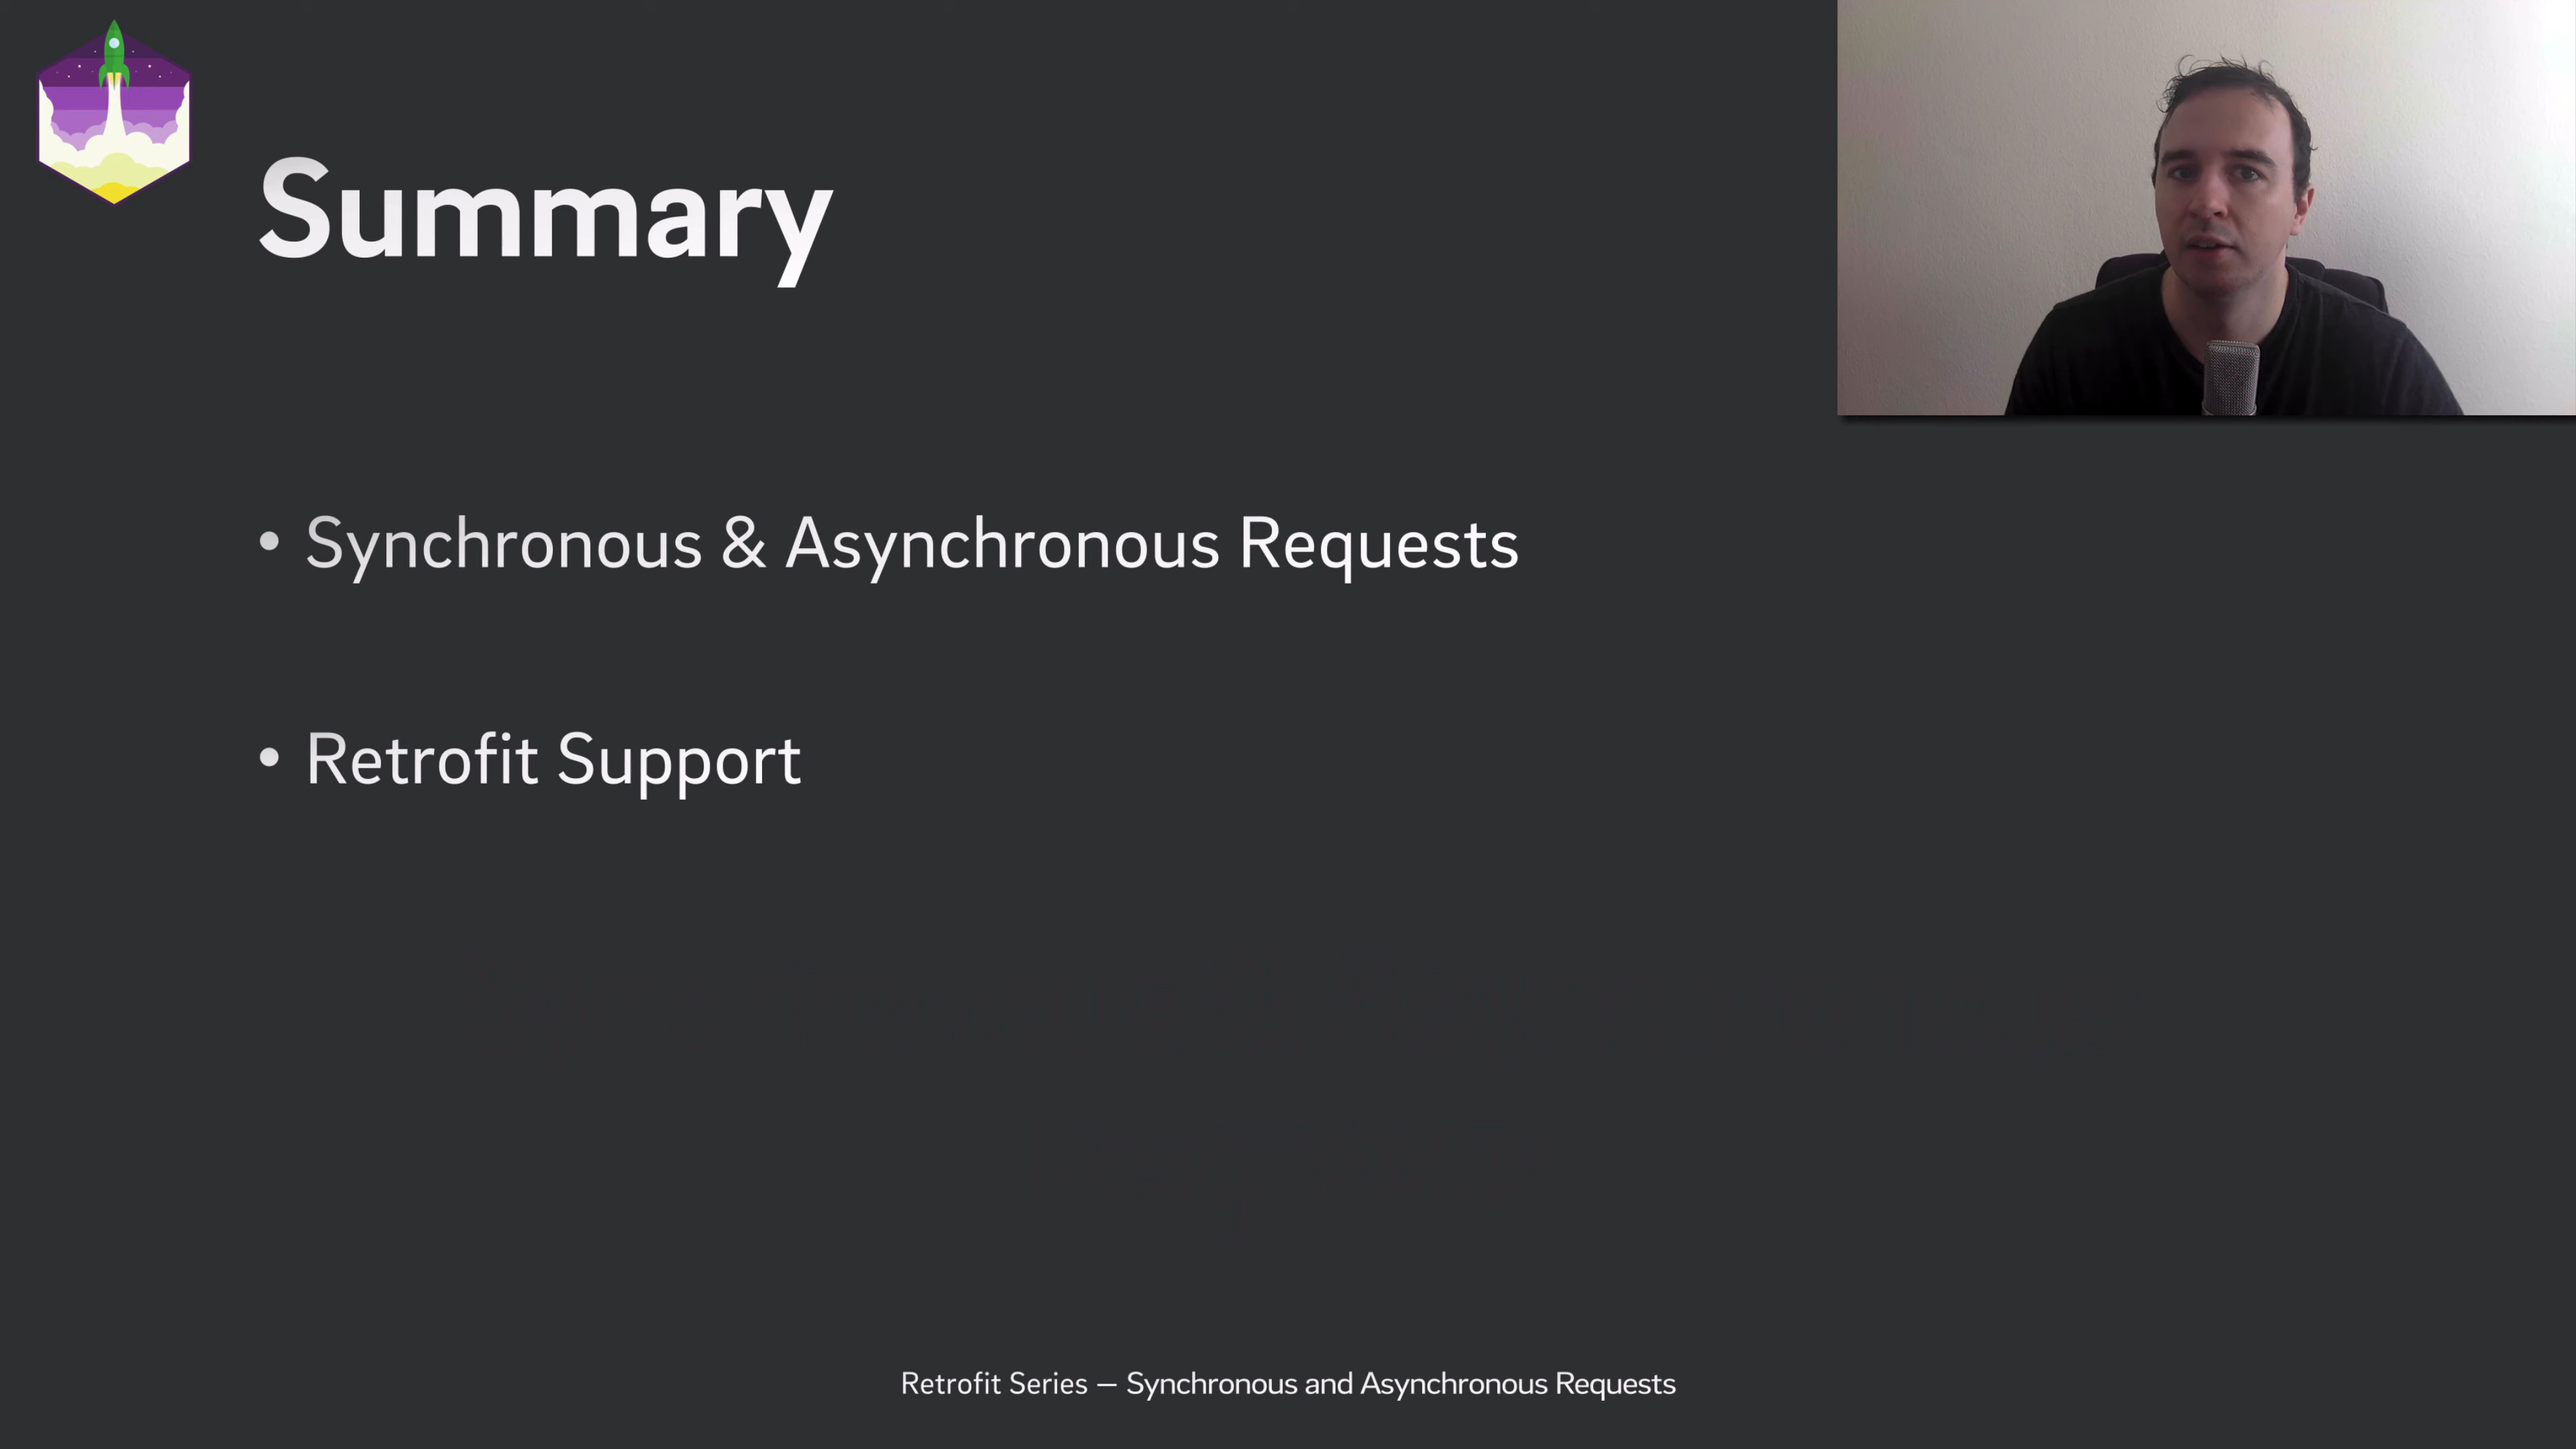 Summary
• Synchronous & Asynchronous Requests
• Retrofit Support
Retrofit Series — Synchronous and Asynchronous Requests